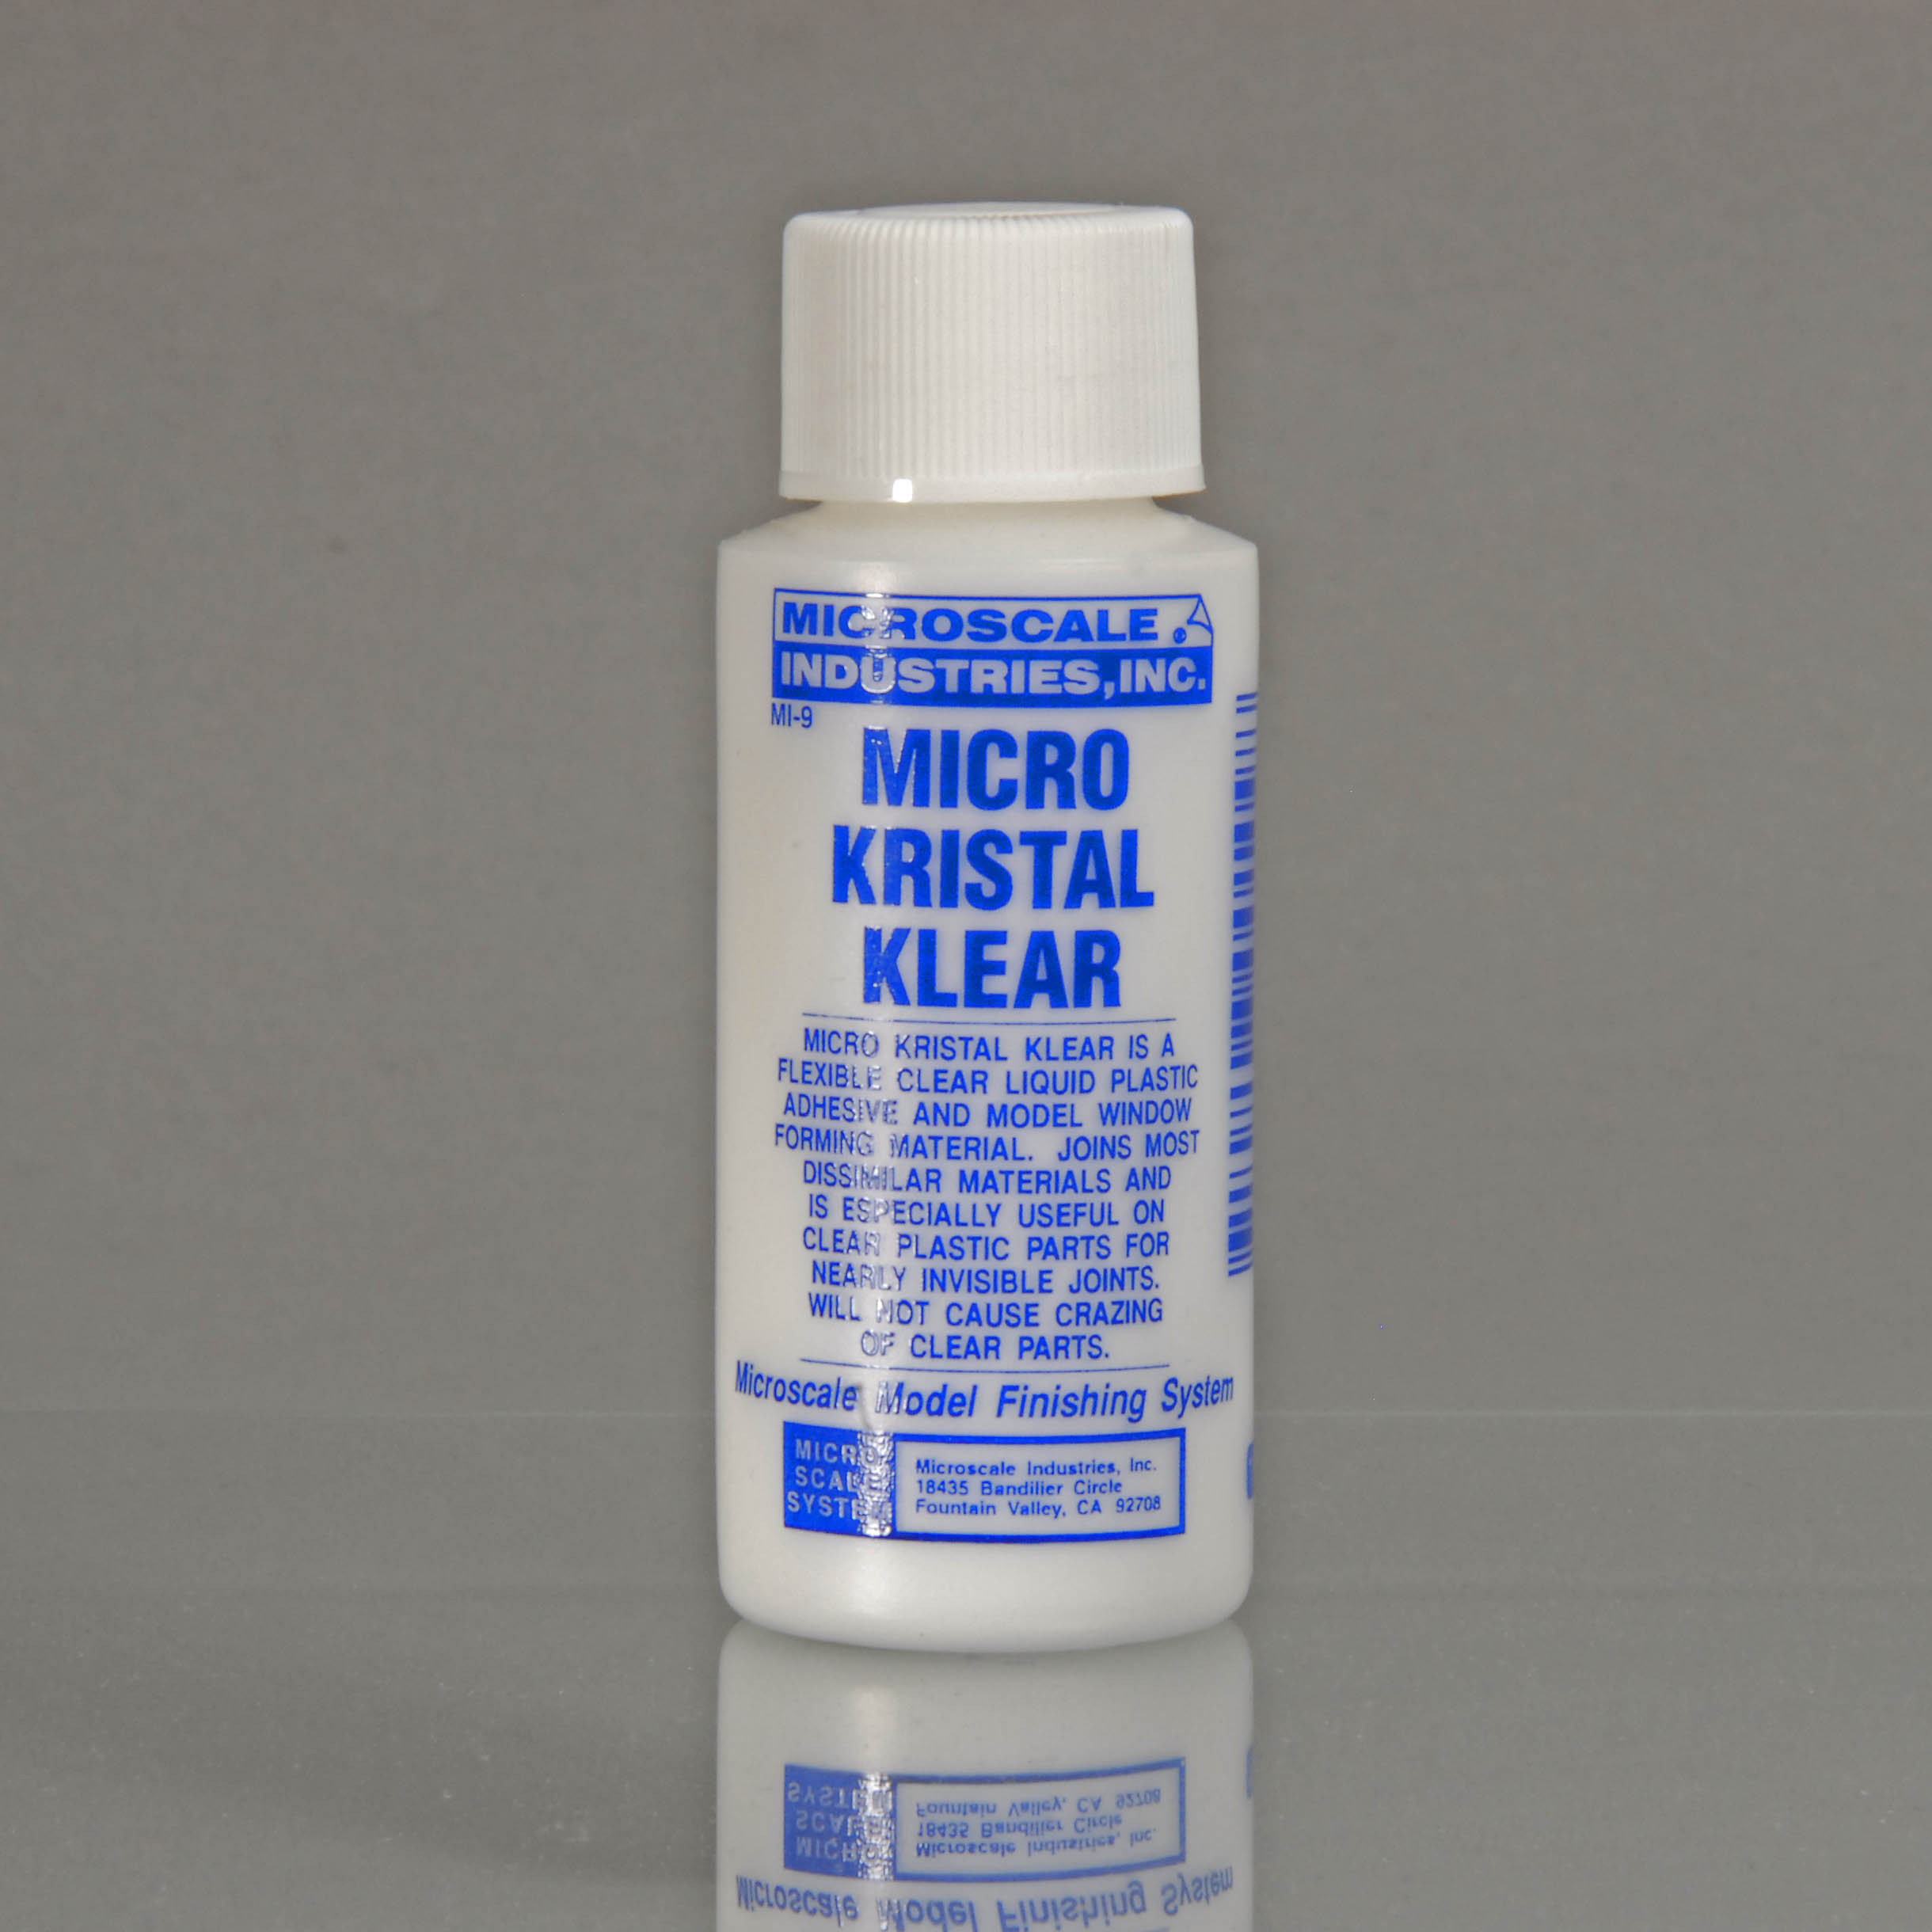 MICROSCALE
INDUSTRIES, INC.
MI-9
MICRO
KRISTAL
KLEAR
MICRO KRISTAL KLEAR IS A
FLEXIBLE CLEAR LIQUID PLASTIC
ADHESIVE AND MODEL WINDOW
FORMING MATERIAL. JOINS MOST
DISSIMILAR MATERIALS AND
IS ESPECIALLY USEFUL ON
CLEAR PLASTIC PARTS FOR
NEARLY INVISIBLE JOINTS.
WILL NOT CAUSE CRAZING
OF CLEAR PARTS.
Microscale Model Finishing System
MICRO
SCALE
SYSTEM
Microscale Industries, Inc.
18435 Bandilier Circle
Fountain Valley, CA 92708